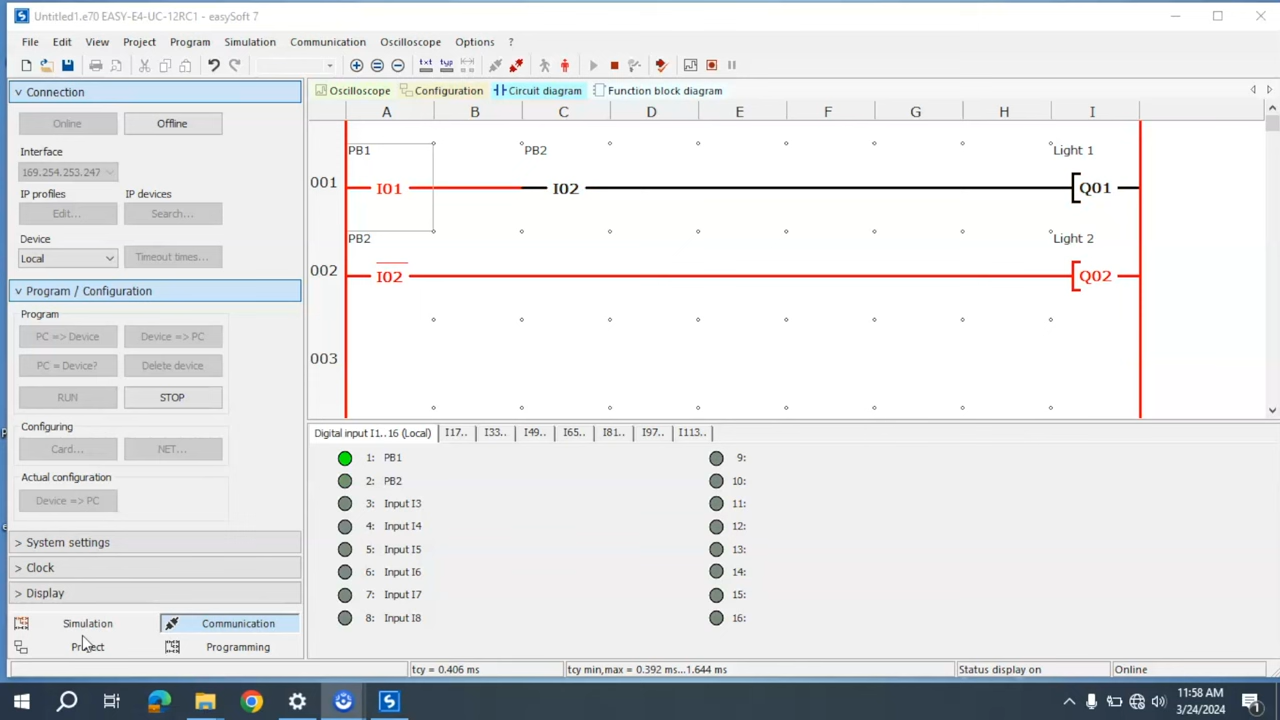 Untitled1.e70 EASY-E4-UC-12RC1 - easySoft 7
File Edit View Project Program Simulation Communication Oscilloscope Options ?
txt typ
Connection
Online Offline
Interface
169.254.253.247
IP profiles IP devices
Edit... Search...
Device
Local Timeout times...
Program / Configuration
Program
PC => Device Device => PC
PC = Device? Delete device
RUN STOP
Configuring
Card... NET...
Actual configuration
Device => PC
> System settings
> Clock
> Display
Simulation Communication
Project Programming
Oscilloscope Configuration Circuit diagram Function block diagram
A B C D E F G H I
PB1 PB2 Light 1
001 I01 I02 Q01
PB2 Light 2
002 I02 Q02
003
Digital input I1..16 (Local) I17.. I33.. I49.. I65.. I81.. I97.. I113..
1: PB1 9:
2: PB2 10:
3: Input I3 11:
4: Input I4 12:
5: Input I5 13:
6: Input I6 14:
7: Input I7 15:
8: Input I8 16:
tcy = 0.406 ms tcy min,max = 0.392 ms...1.644 ms Status display on Online
11:58 AM
3/24/2024
1